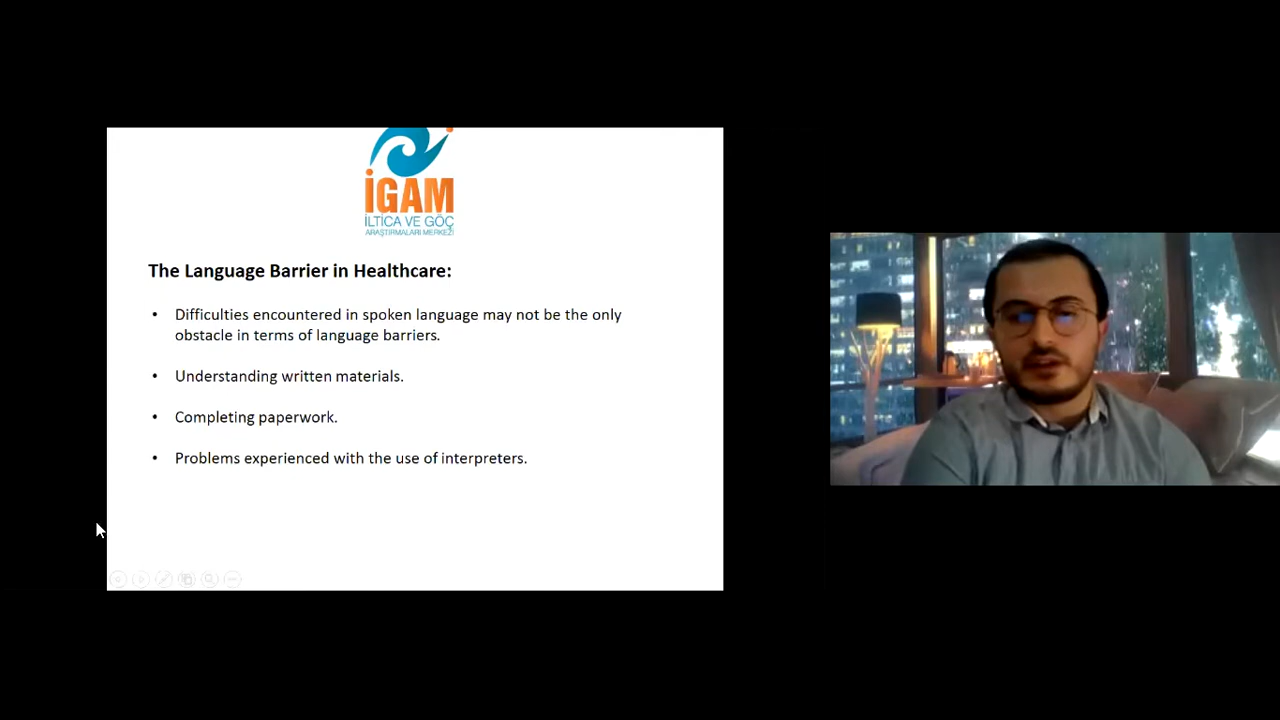 İGAM
İLTİCA VE GÖÇ
ARAŞTIRMALARI MERKEZİ
The Language Barrier in Healthcare:
• Difficulties encountered in spoken language may not be the only
obstacle in terms of language barriers.
• Understanding written materials.
• Completing paperwork.
• Problems experienced with the use of interpreters.